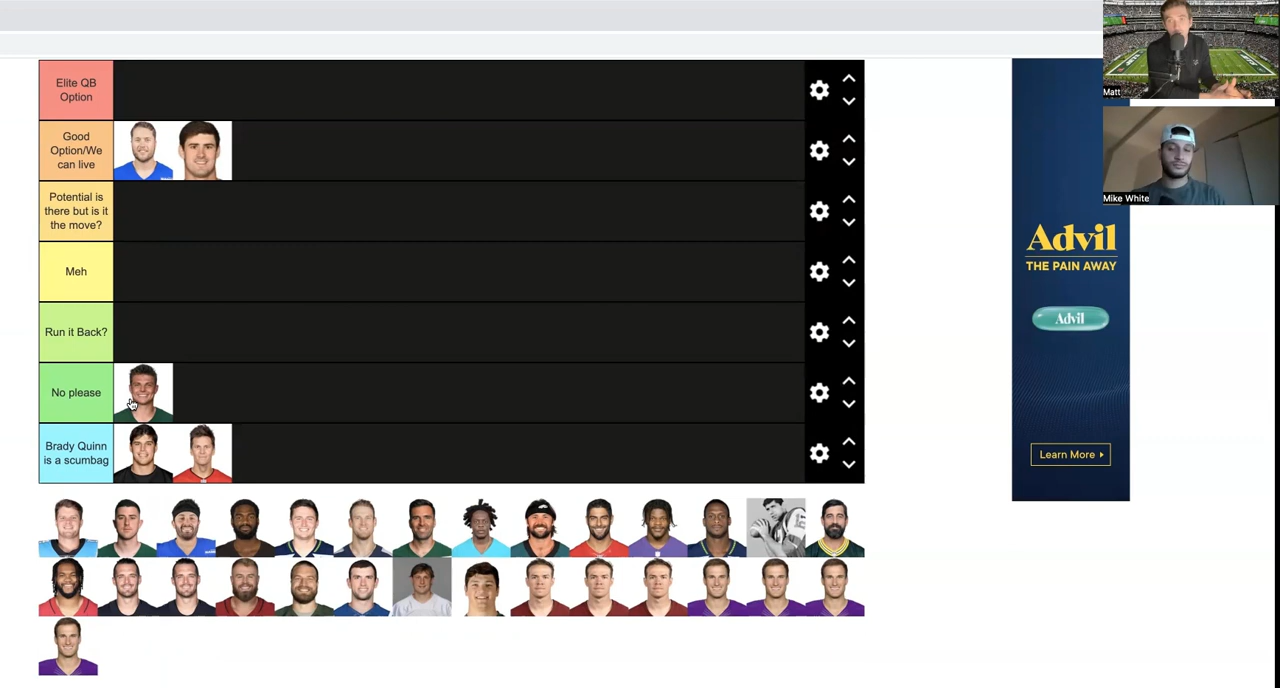 Elite QB
Option
Good
Option/We
can live
Potential is
there but is it
the move?
Meh
Run it Back?
No please
Brady Quinn
is a scumbag
Matt
Mike White
Advil
THE PAIN AWAY
Advil
Learn More